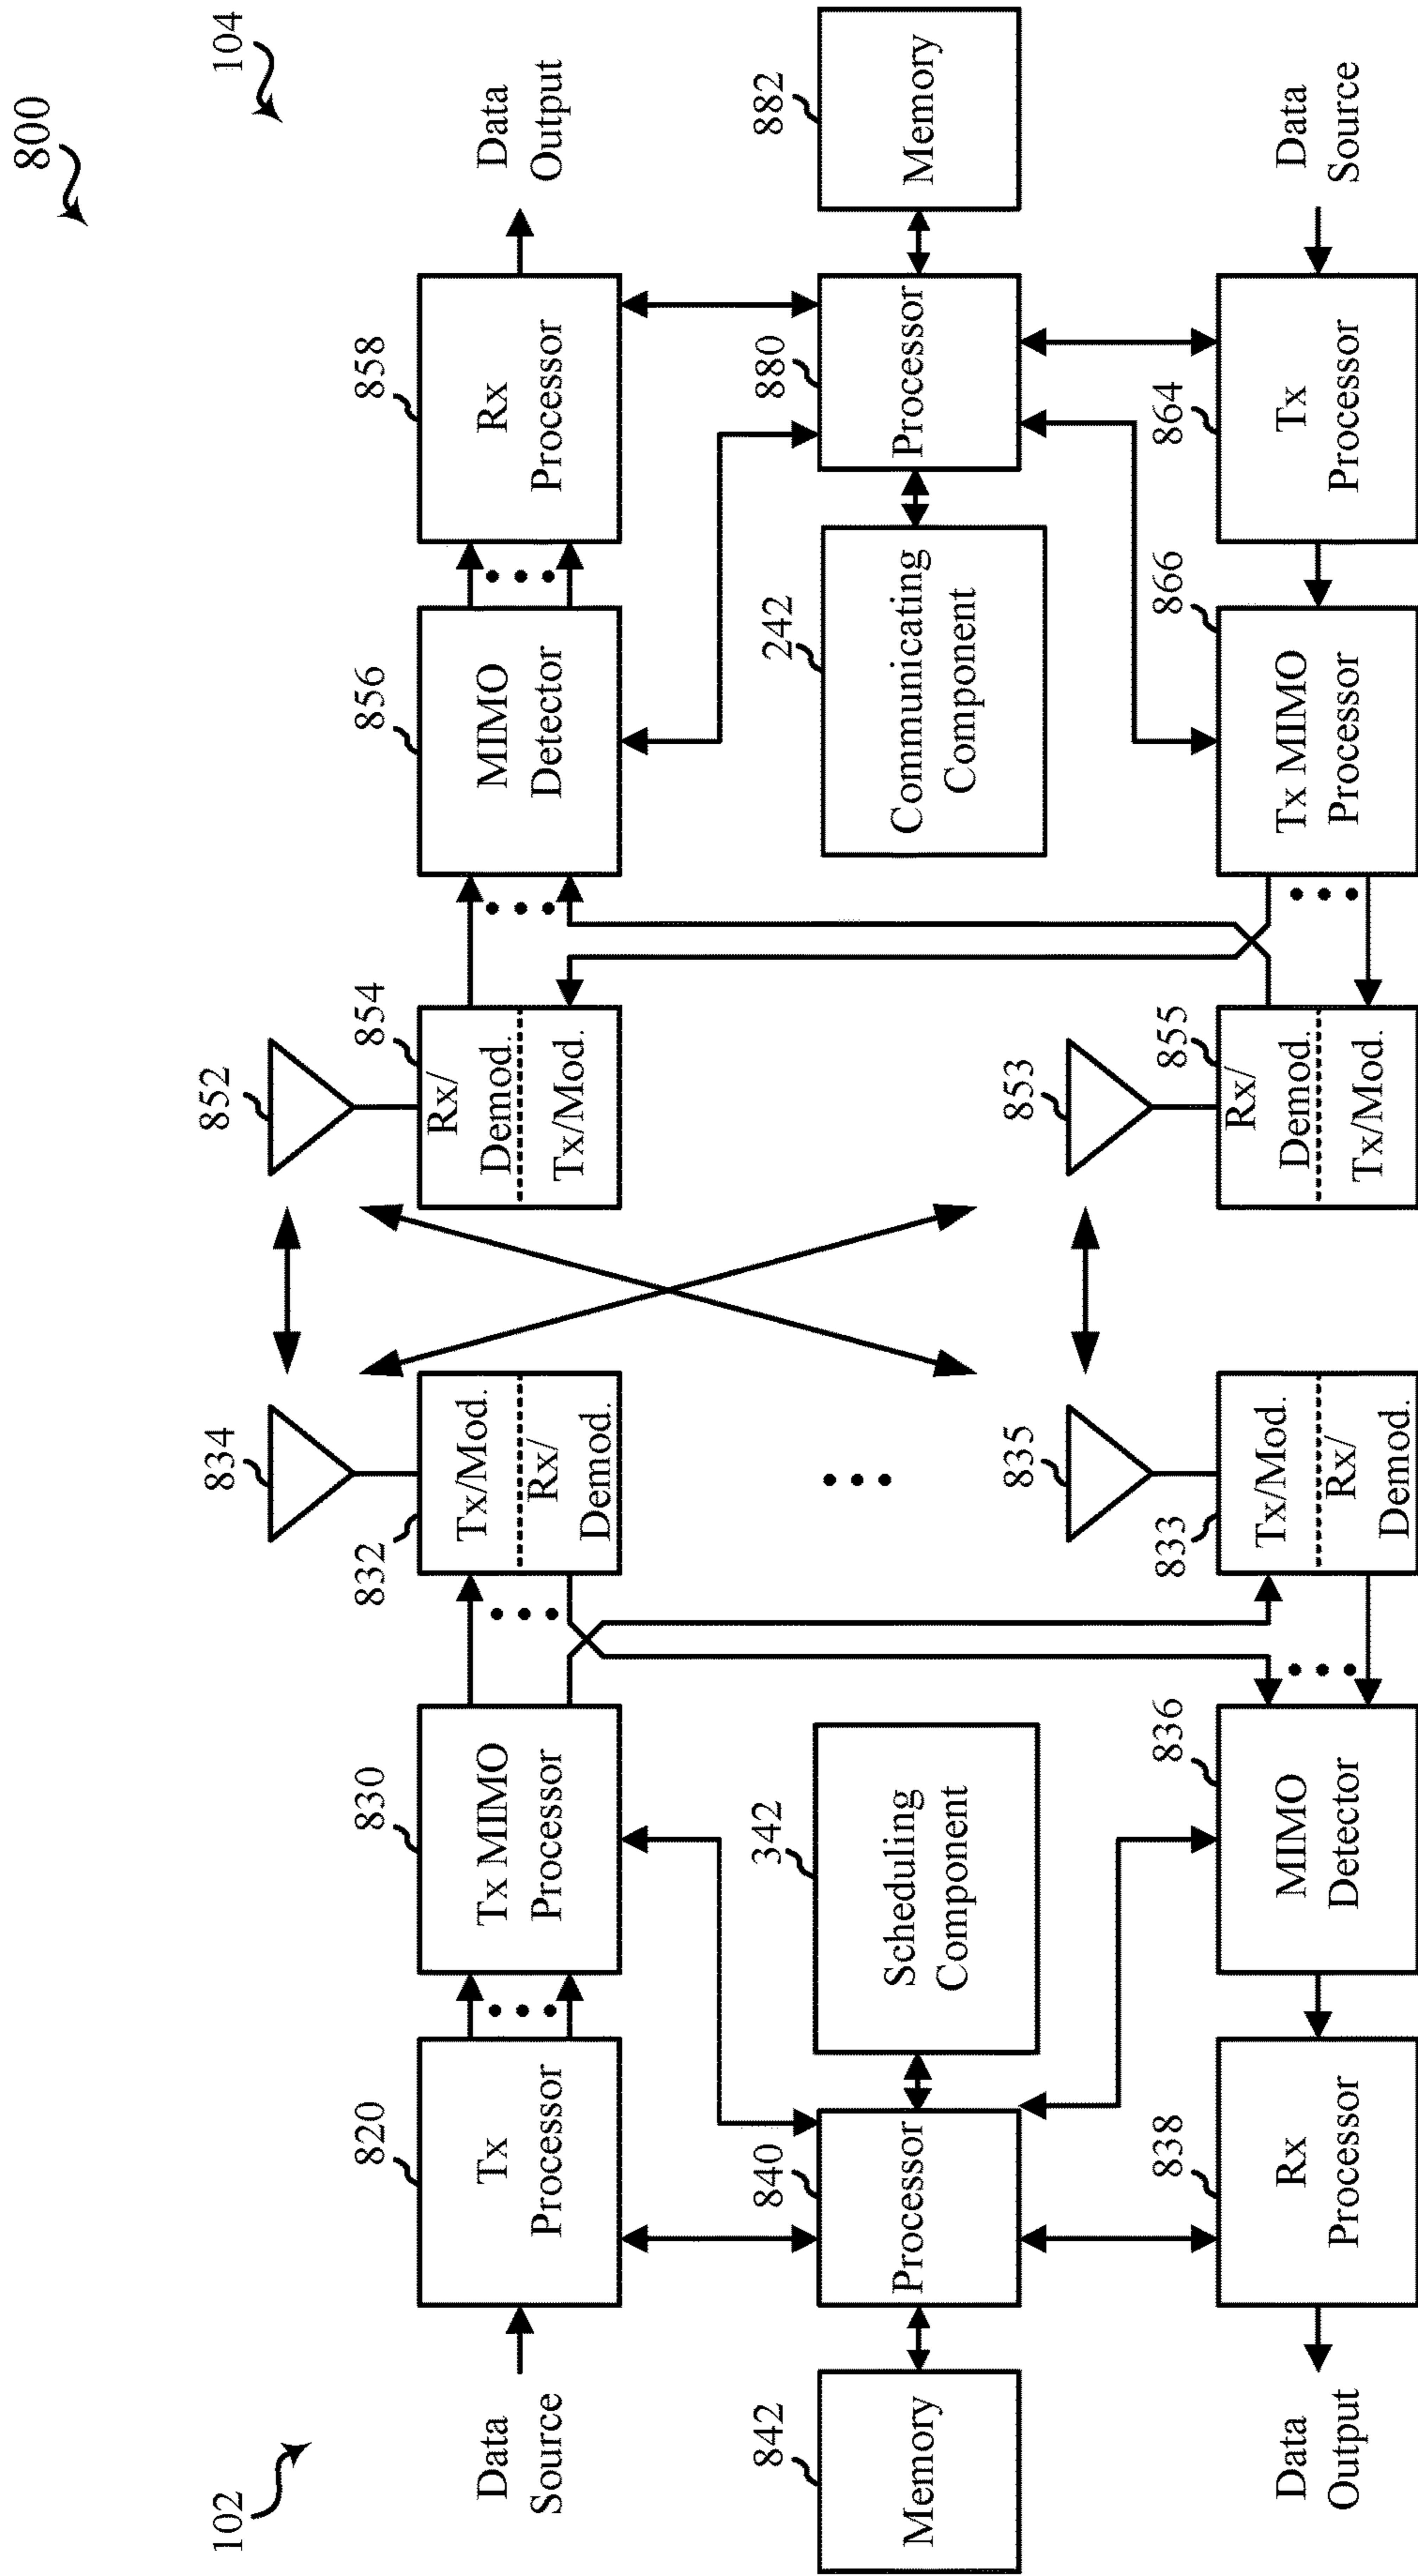 800
102
104
834
852
Data
Source
820
Tx
Processor
830
Tx MIMO
Processor
832
Tx/Mod.
Rx/
Demod.
854
Rx/
Demod.
Tx/Mod.
856
MIMO
Detector
858
Rx
Processor
Data
Output
842
Memory
840
Processor
342
Scheduling
Component
242
Communicating
Component
880
Processor
882
Memory
835
853
Data
Output
838
Rx
Processor
836
MIMO
Detector
833
Tx/Mod.
Rx/
Demod.
855
Rx/
Demod.
Tx/Mod.
866
Tx MIMO
Processor
864
Tx
Processor
Data
Source